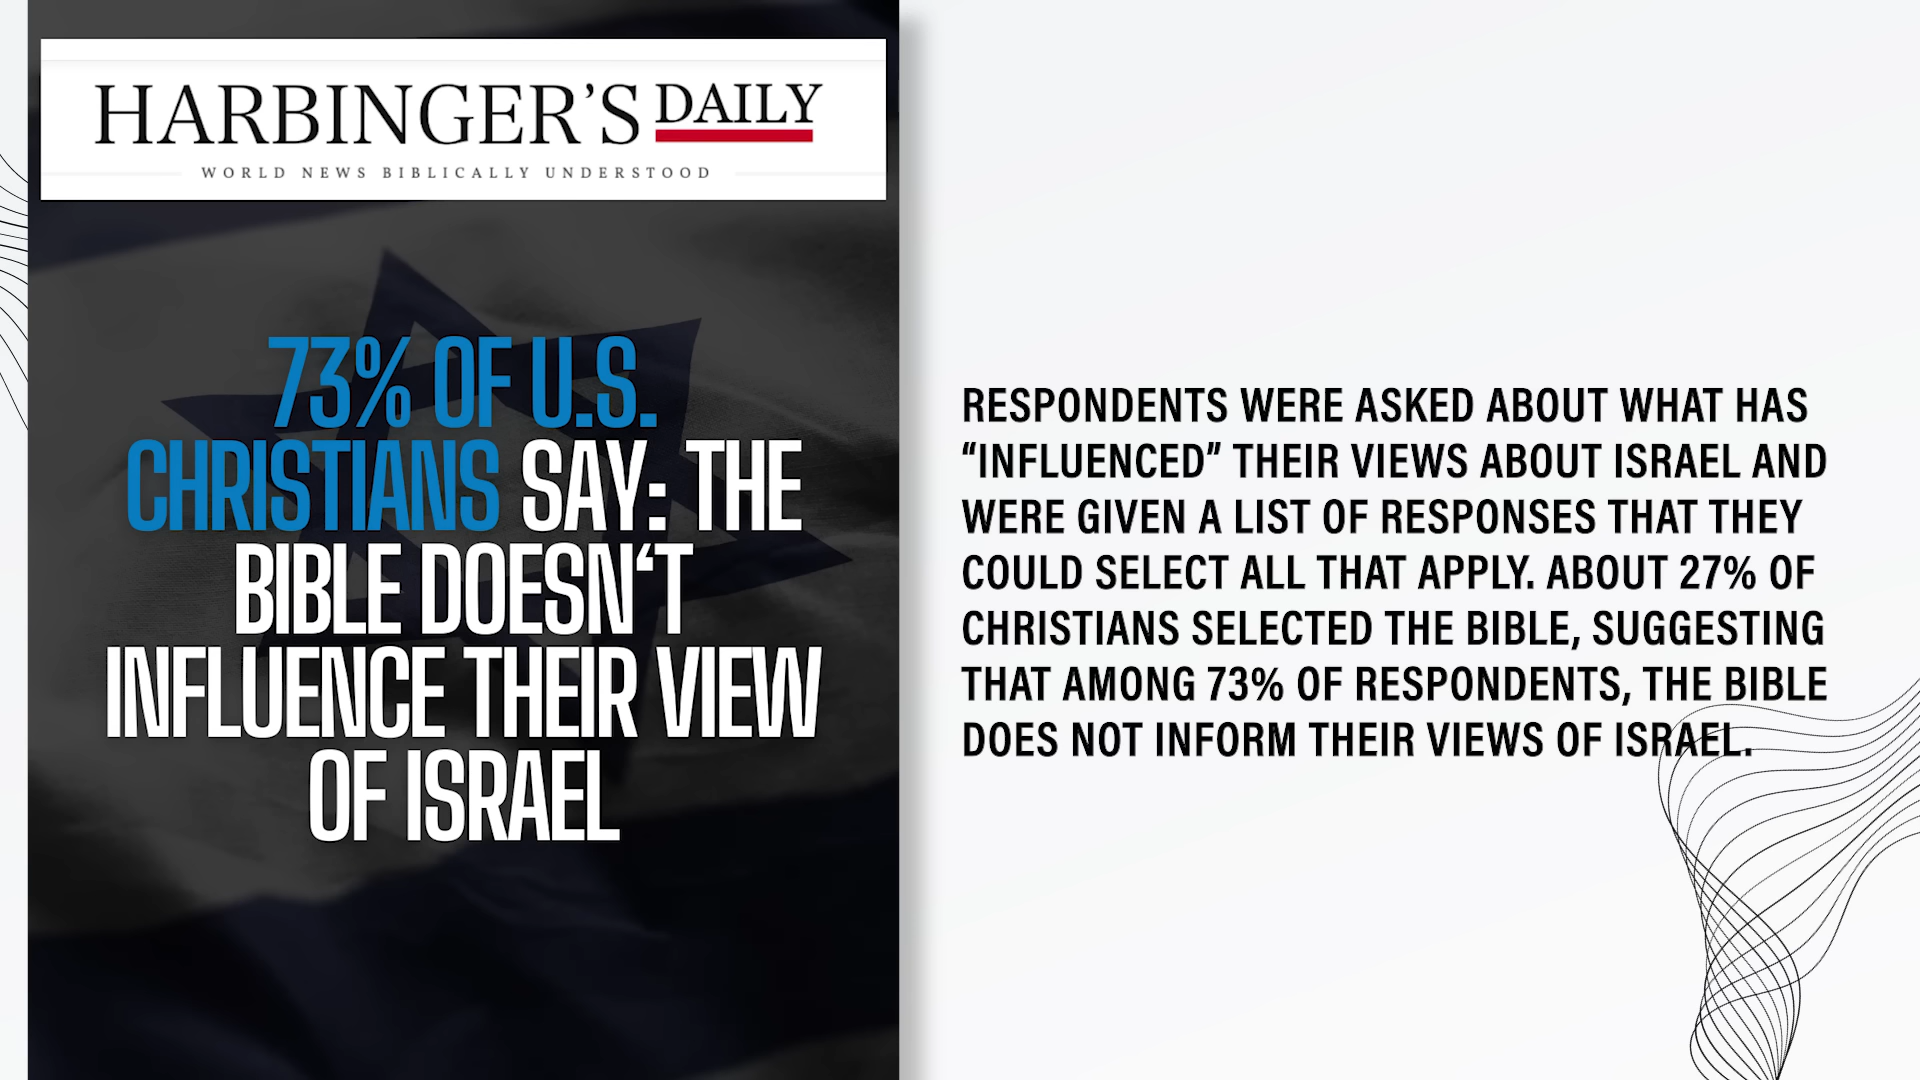 HARBINGER’S DAILY
WORLD NEWS BIBLICALLY UNDERSTOOD
73% OF U.S.
CHRISTIANS SAY: THE
BIBLE DOESN‘T
INFLUENCE THEIR VIEW
OF ISRAEL
RESPONDENTS WERE ASKED ABOUT WHAT HAS
“INFLUENCED” THEIR VIEWS ABOUT ISRAEL AND
WERE GIVEN A LIST OF RESPONSES THAT THEY
COULD SELECT ALL THAT APPLY. ABOUT 27% OF
CHRISTIANS SELECTED THE BIBLE, SUGGESTING
THAT AMONG 73% OF RESPONDENTS, THE BIBLE
DOES NOT INFORM THEIR VIEWS OF ISRAEL.